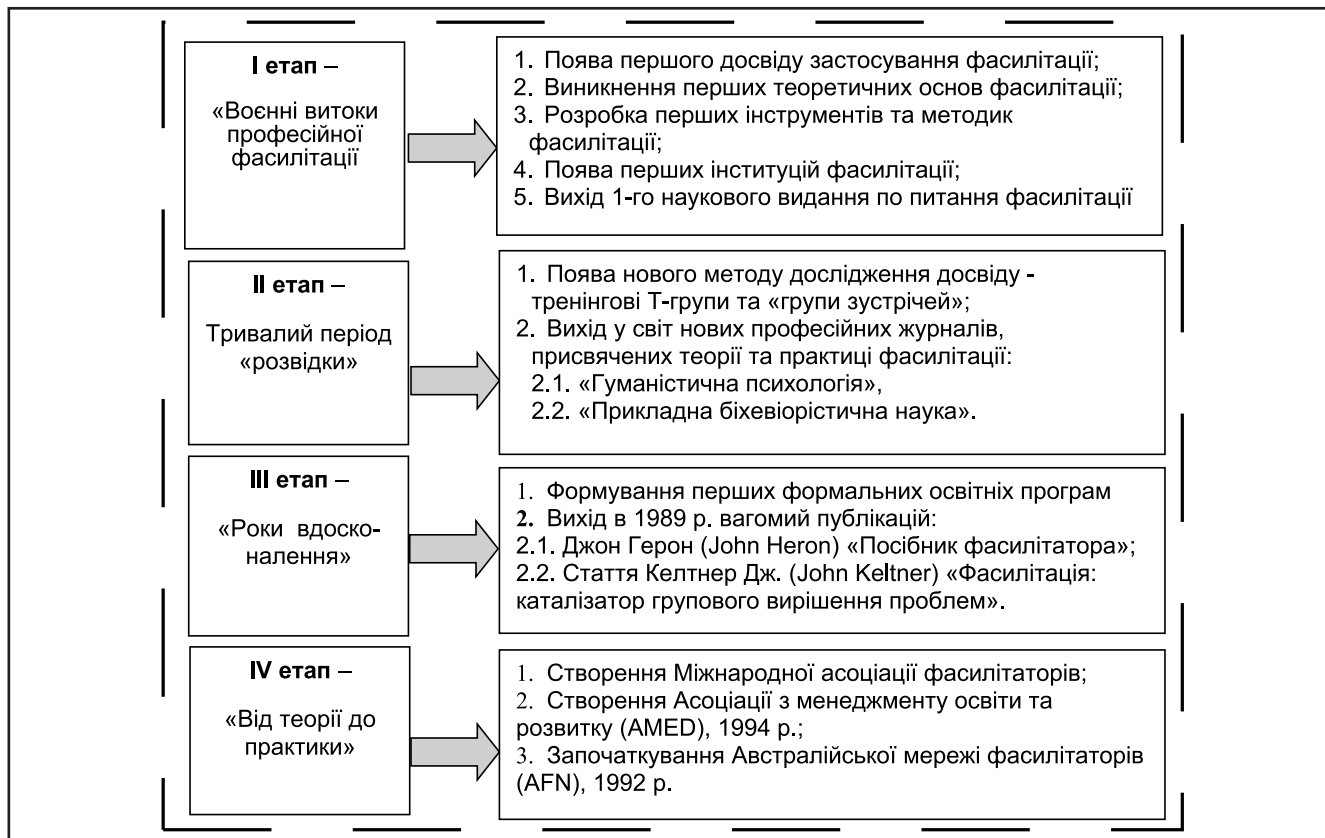 I етап –
«Воєнні витоки
професійної
фасилітації
1. Поява першого досвіду застосування фасилітації;
2. Виникнення перших теоретичних основ фасилітації;
3. Розробка перших інструментів та методик
фасилітації;
4. Поява перших інституцій фасилітації;
5. Вихід 1-го наукового видання по питання фасилітації
II етап –
Тривалий період
«розвідки»
1. Поява нового методу дослідження досвіду -
тренінгові Т-групи та «групи зустрічей»;
2. Вихід у світ нових професійних журналів,
присвячених теорії та практиці фасилітації:
2.1. «Гуманістична психологія»,
2.2. «Прикладна біхевіористична наука».
III етап –
«Роки вдоско-
налення»
1. Формування перших формальних освітніх програм
2. Вихід в 1989 р. вагомий публікацій:
2.1. Джон Герон (John Heron) «Посібник фасилітатора»;
2.2. Стаття Келтнер Дж. (John Keltner) «Фасилітація:
каталізатор групового вирішення проблем».
IV етап –
«Від теорії до
практики»
1. Створення Міжнародної асоціації фасилітаторів;
2. Створення Асоціації з менеджменту освіти та
розвитку (AMED), 1994 р.;
3. Започаткування Австралійської мережі фасилітаторів
(AFN), 1992 р.